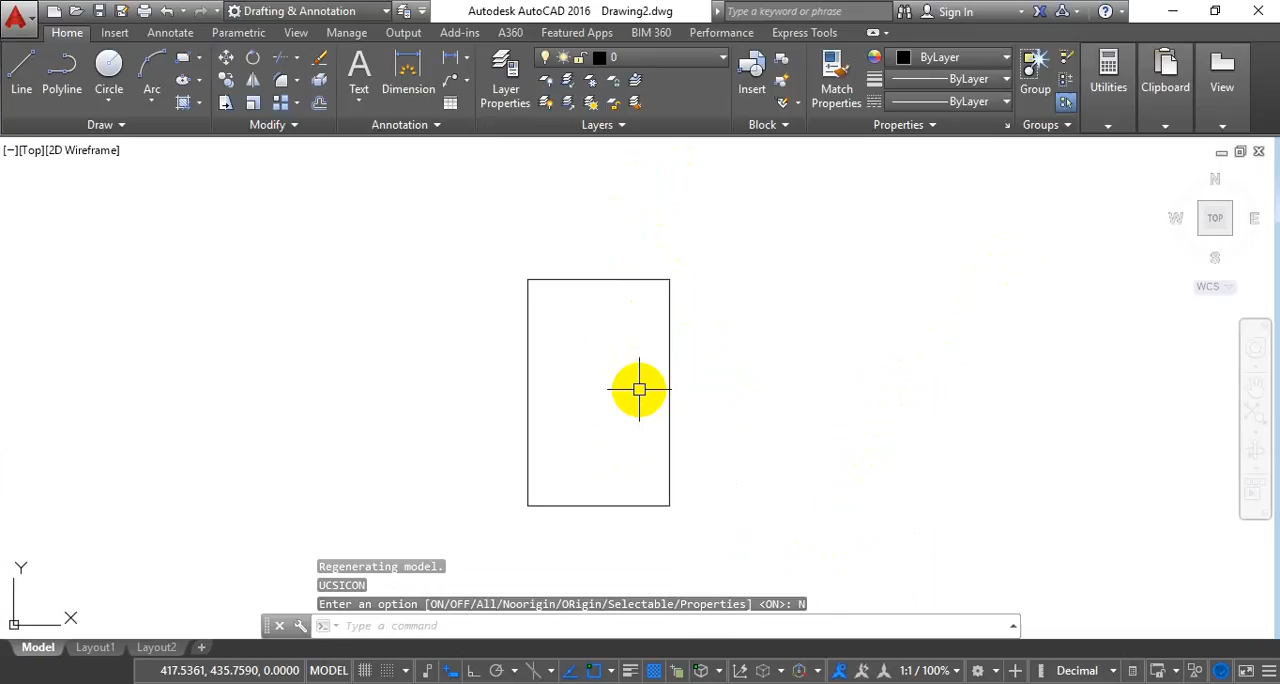 Drafting & Annotation
Autodesk AutoCAD 2016 Drawing2.dwg
Type a keyword or phrase
Sign In
Home Insert Annotate Parametric View Manage Output Add-ins A360 Featured Apps BIM 360 Performance Express Tools
0
ByLayer
Line Polyline Circle Arc
Text Dimension
Layer Properties
Insert
Match Properties
ByLayer
ByLayer
Group
Utilities
Clipboard
View
Draw Modify Annotation Layers Block Properties Groups
[−][Top][2D Wireframe]
N
W TOP E
S
WCS
Regenerating model.
UCSICON
Enter an option [ON/OFF/All/Noorigin/ORigin/Selectable/Properties] <ON>: N
Y
X
Type a command
Model Layout1 Layout2 +
417.5361, 435.7590, 0.0000 MODEL 1:1 / 100% Decimal